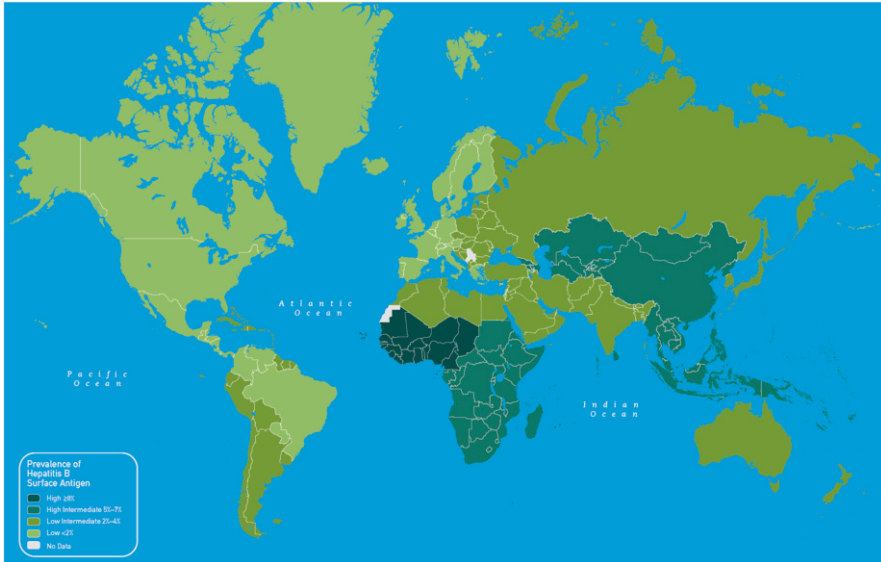 Atlantic
Ocean
Pacific
Ocean
Indian
Ocean
Prevalence of
Hepatitis B
Surface Antigen
High ≥8%
High Intermediate 5%–7%
Low Intermediate 2%–4%
Low <2%
No Data